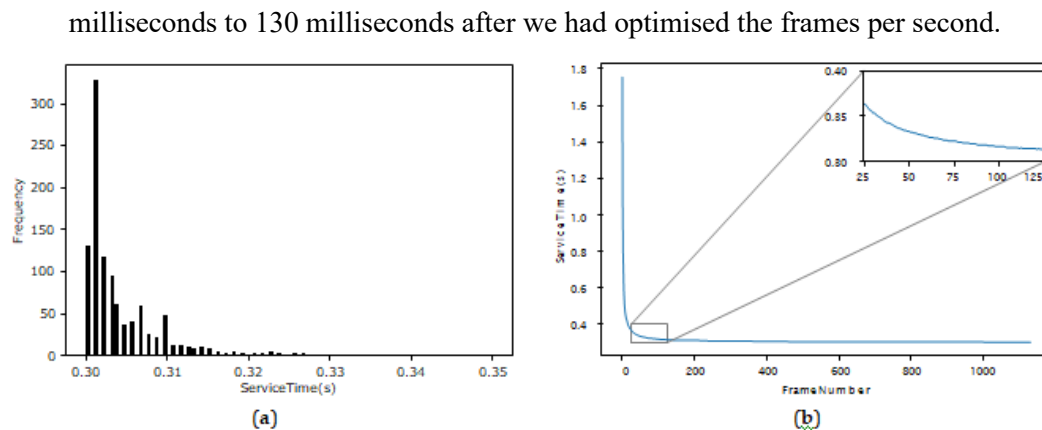 milliseconds to 130 milliseconds after we had optimised the frames per second.
300
250
200
150
100
50
0
Frequency
0.30 0.31 0.32 0.33 0.34 0.35
ServiceTime(s)
(a)
1.8
1.6
1.4
1.2
1.0
0.8
0.6
0.4
ServiceTime(s)
0 200 400 600 800 1000
FrameNumber
(b)
0.40
0.85
0.80
25 50 75 100 125